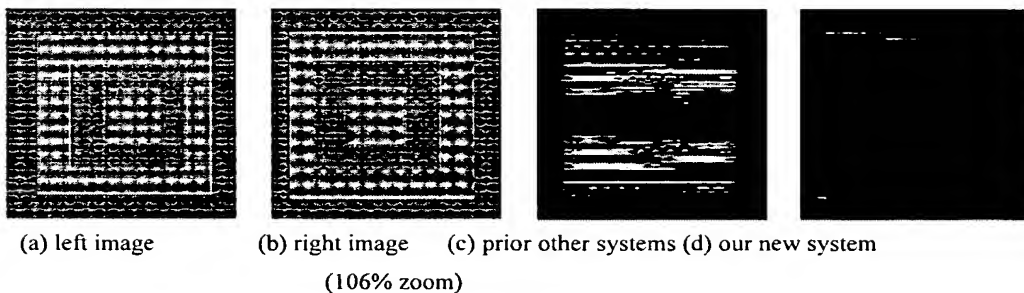 (a) left image (b) right image (c) prior other systems (d) our new system
(106% zoom)